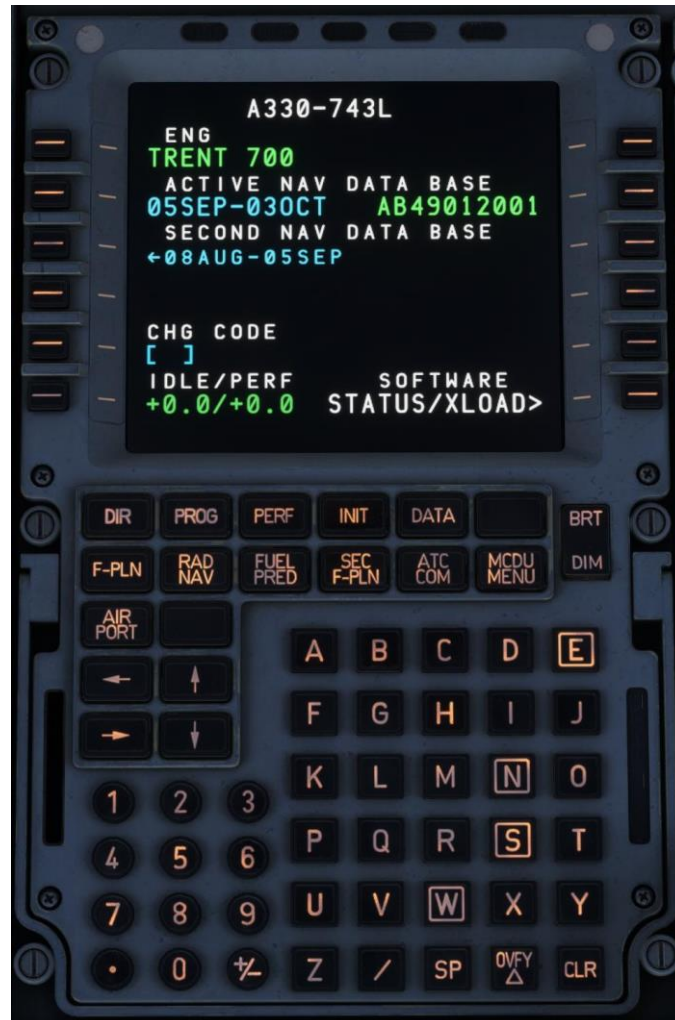 A330-743L
ENG
TRENT 700
ACTIVE NAV DATA BASE
05SEP-03OCT AB49012001
SECOND NAV DATA BASE
←08AUG-05SEP
CHG CODE
[ ]
IDLE/PERF SOFTWARE
+0.0/+0.0 STATUS/XLOAD>
DIR PROG PERF INIT DATA BRT
F-PLN RAD NAV FUEL PRED SEC F-PLN ATC COM MCDU MENU DIM
AIR PORT
← ↑
→ ↓
A B C D E
F G H I J
K L M N O
P Q R S T
U V W X Y
Z / SP OVFY △ CLR
1 2 3
4 5 6
7 8 9
. 0 +/-